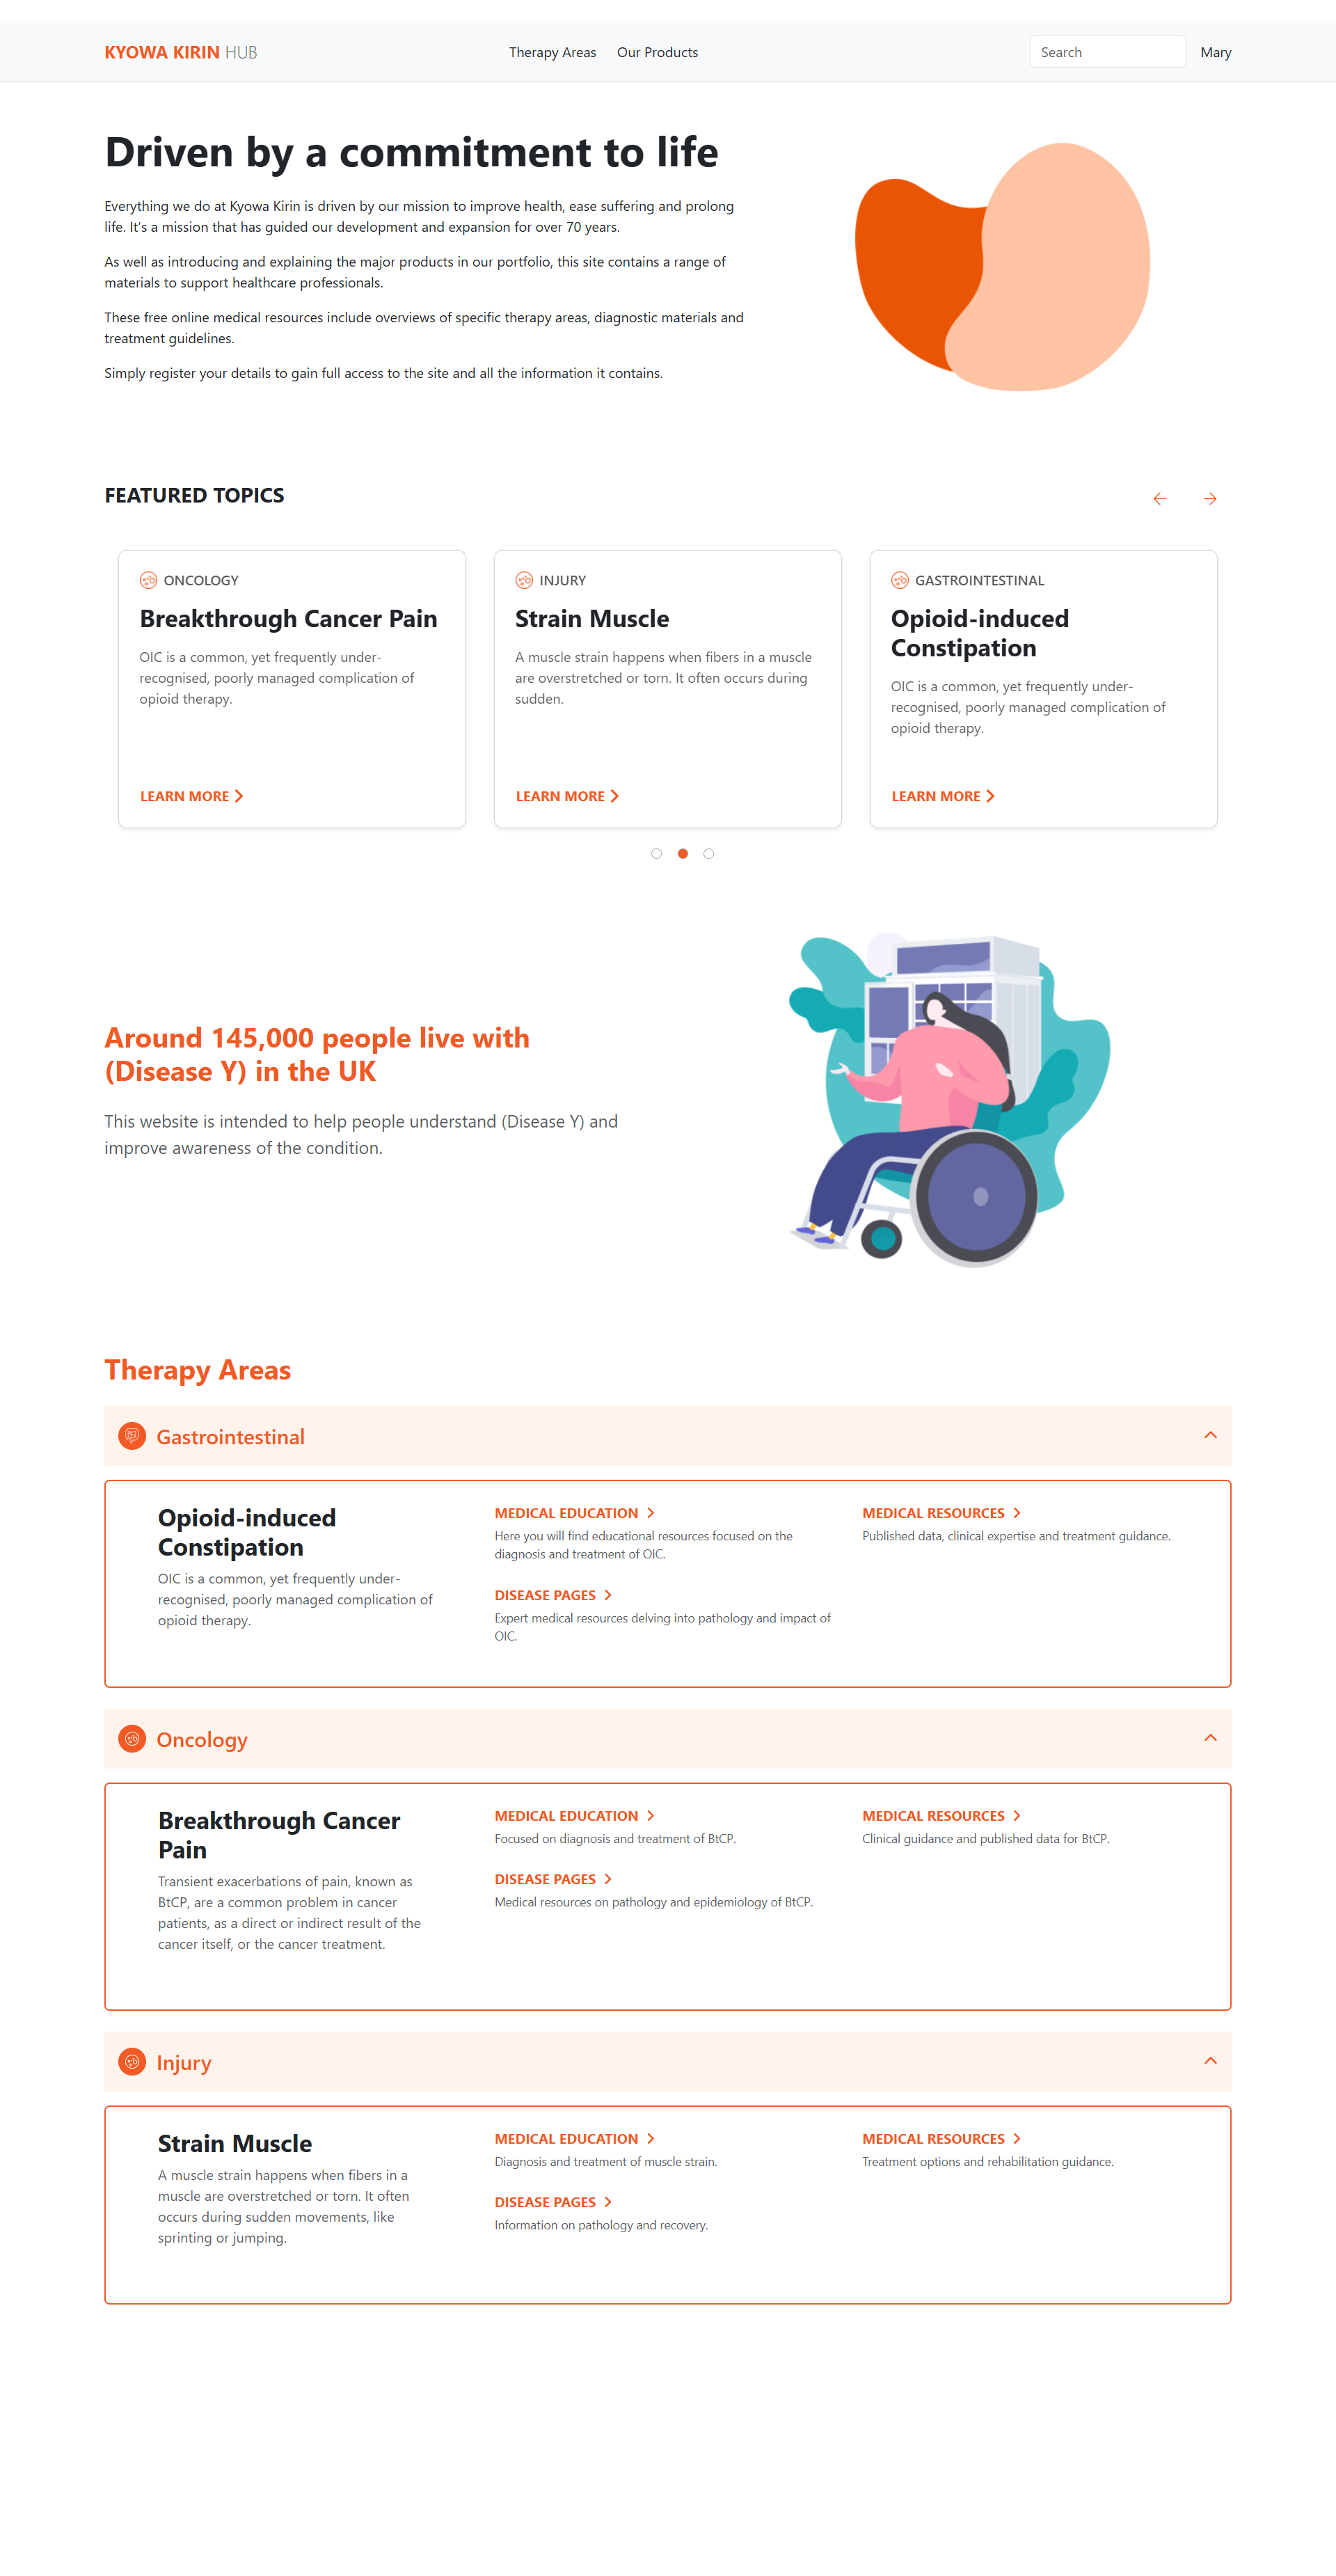 KYOWA KIRIN HUB
Therapy Areas
Our Products
Search
Mary
Driven by a commitment to life
Everything we do at Kyowa Kirin is driven by our mission to improve health, ease suffering and prolong
life. It's a mission that has guided our development and expansion for over 70 years.
As well as introducing and explaining the major products in our portfolio, this site contains a range of
materials to support healthcare professionals.
These free online medical resources include overviews of specific therapy areas, diagnostic materials and
treatment guidelines.
Simply register your details to gain full access to the site and all the information it contains.
FEATURED TOPICS
ONCOLOGY
Breakthrough Cancer Pain
OIC is a common, yet frequently under-
recognised, poorly managed complication of
opioid therapy.
LEARN MORE
INJURY
Strain Muscle
A muscle strain happens when fibers in a muscle
are overstretched or torn. It often occurs during
sudden.
LEARN MORE
GASTROINTESTINAL
Opioid-induced
Constipation
OIC is a common, yet frequently under-
recognised, poorly managed complication of
opioid therapy.
LEARN MORE
Around 145,000 people live with
(Disease Y) in the UK
This website is intended to help people understand (Disease Y) and
improve awareness of the condition.
Therapy Areas
Gastrointestinal
Opioid-induced
Constipation
OIC is a common, yet frequently under-
recognised, poorly managed complication of
opioid therapy.
MEDICAL EDUCATION
Here you will find educational resources focused on the
diagnosis and treatment of OIC.
DISEASE PAGES
Expert medical resources delving into pathology and impact of
OIC.
MEDICAL RESOURCES
Published data, clinical expertise and treatment guidance.
Oncology
Breakthrough Cancer
Pain
Transient exacerbations of pain, known as
BtCP, are a common problem in cancer
patients, as a direct or indirect result of the
cancer itself, or the cancer treatment.
MEDICAL EDUCATION
Focused on diagnosis and treatment of BtCP.
DISEASE PAGES
Medical resources on pathology and epidemiology of BtCP.
MEDICAL RESOURCES
Clinical guidance and published data for BtCP.
Injury
Strain Muscle
A muscle strain happens when fibers in a
muscle are overstretched or torn. It often
occurs during sudden movements, like
sprinting or jumping.
MEDICAL EDUCATION
Diagnosis and treatment of muscle strain.
DISEASE PAGES
Information on pathology and recovery.
MEDICAL RESOURCES
Treatment options and rehabilitation guidance.